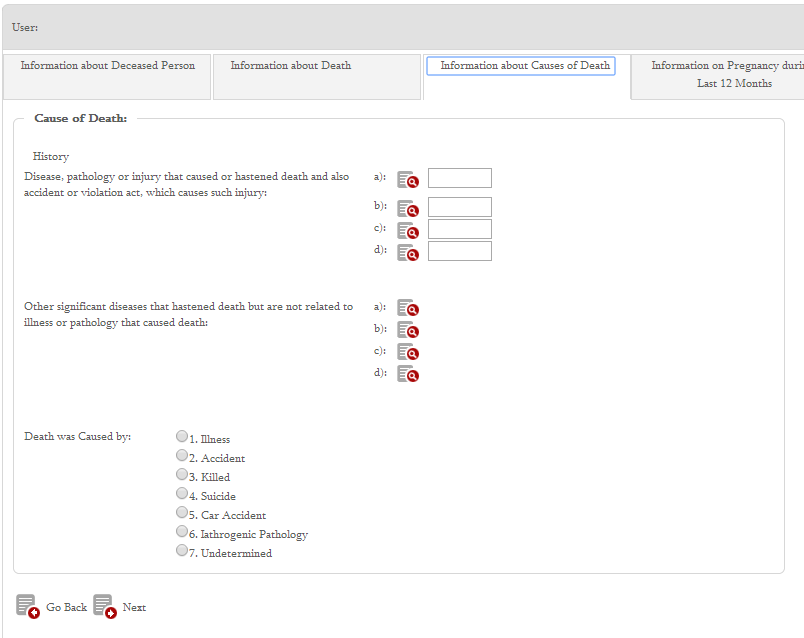 User:
Information about Deceased Person
Information about Death
Information about Causes of Death
Information on Pregnancy duri
Last 12 Months
Cause of Death:
History
Disease, pathology or injury that caused or hastened death and also
accident or violation act, which causes such injury:
a):
b):
c):
d):
Other significant diseases that hastened death but are not related to
illness or pathology that caused death:
a):
b):
c):
d):
Death was Caused by:
1. Illness
2. Accident
3. Killed
4. Suicide
5. Car Accident
6. Iathrogenic Pathology
7. Undetermined
Go Back
Next